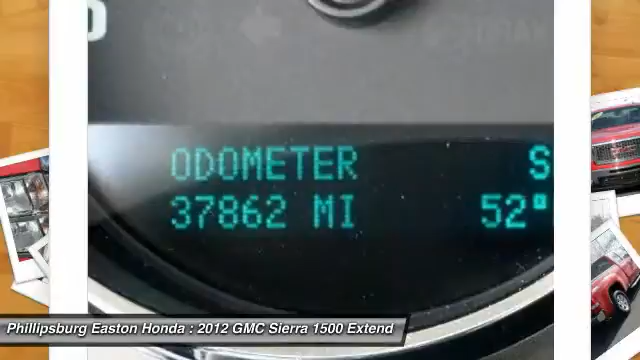 ODOMETER S
37862 MI 52°
Phillipsburg Easton Honda : 2012 GMC Sierra 1500 Extend